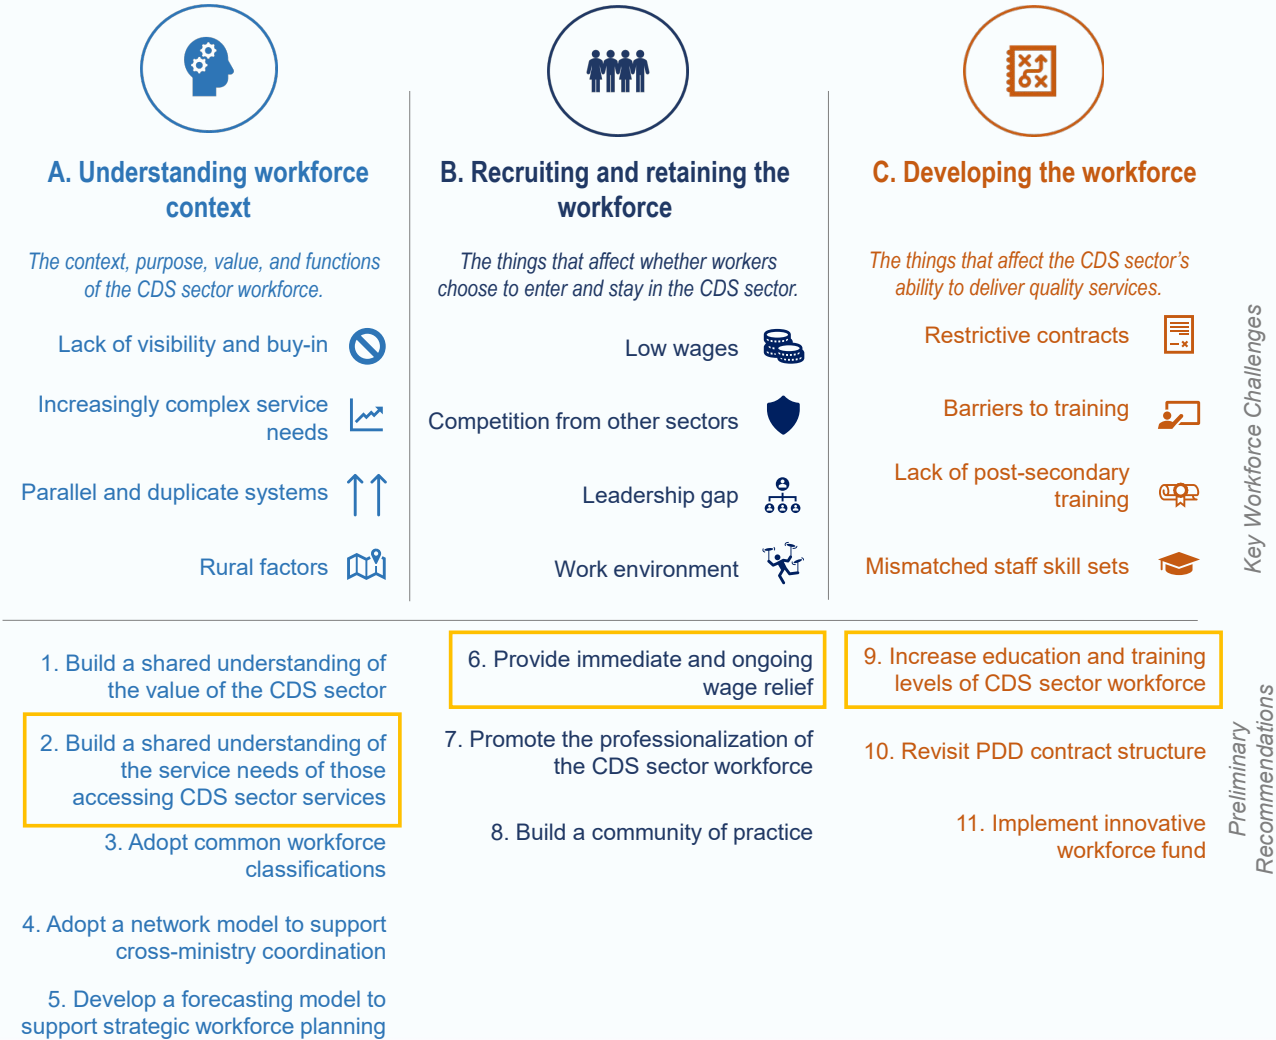 A. Understanding workforce
context
The context, purpose, value, and functions
of the CDS sector workforce.
Lack of visibility and buy-in
Increasingly complex service
needs
Parallel and duplicate systems
Rural factors
B. Recruiting and retaining the
workforce
The things that affect whether workers
choose to enter and stay in the CDS sector.
Low wages
Competition from other sectors
Leadership gap
Work environment
C. Developing the workforce
The things that affect the CDS sector’s
ability to deliver quality services.
Restrictive contracts
Barriers to training
Lack of post-secondary
training
Mismatched staff skill sets
Key Workforce Challenges
1. Build a shared understanding of
the value of the CDS sector
2. Build a shared understanding of
the service needs of those
accessing CDS sector services
3. Adopt common workforce
classifications
4. Adopt a network model to support
cross-ministry coordination
5. Develop a forecasting model to
support strategic workforce planning
6. Provide immediate and ongoing
wage relief
7. Promote the professionalization of
the CDS sector workforce
8. Build a community of practice
9. Increase education and training
levels of CDS sector workforce
10. Revisit PDD contract structure
11. Implement innovative
workforce fund
Preliminary
Recommendations